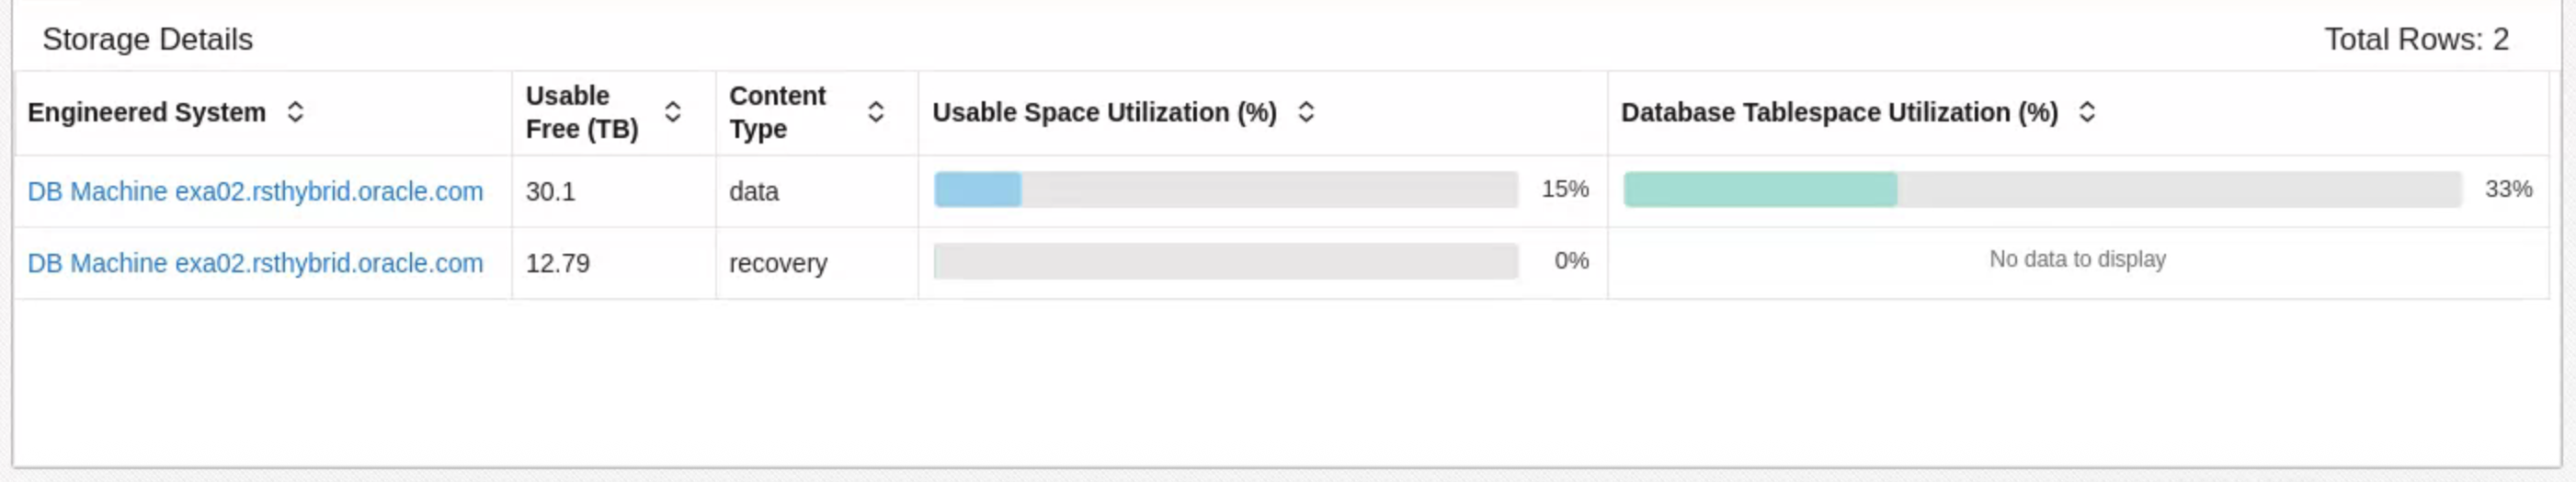 Storage Details
Total Rows: 2
Engineered System
Usable
Free (TB)
Content
Type
Usable Space Utilization (%)
Database Tablespace Utilization (%)
DB Machine exa02.rsthybrid.oracle.com
30.1
data
15%
33%
DB Machine exa02.rsthybrid.oracle.com
12.79
recovery
0%
No data to display